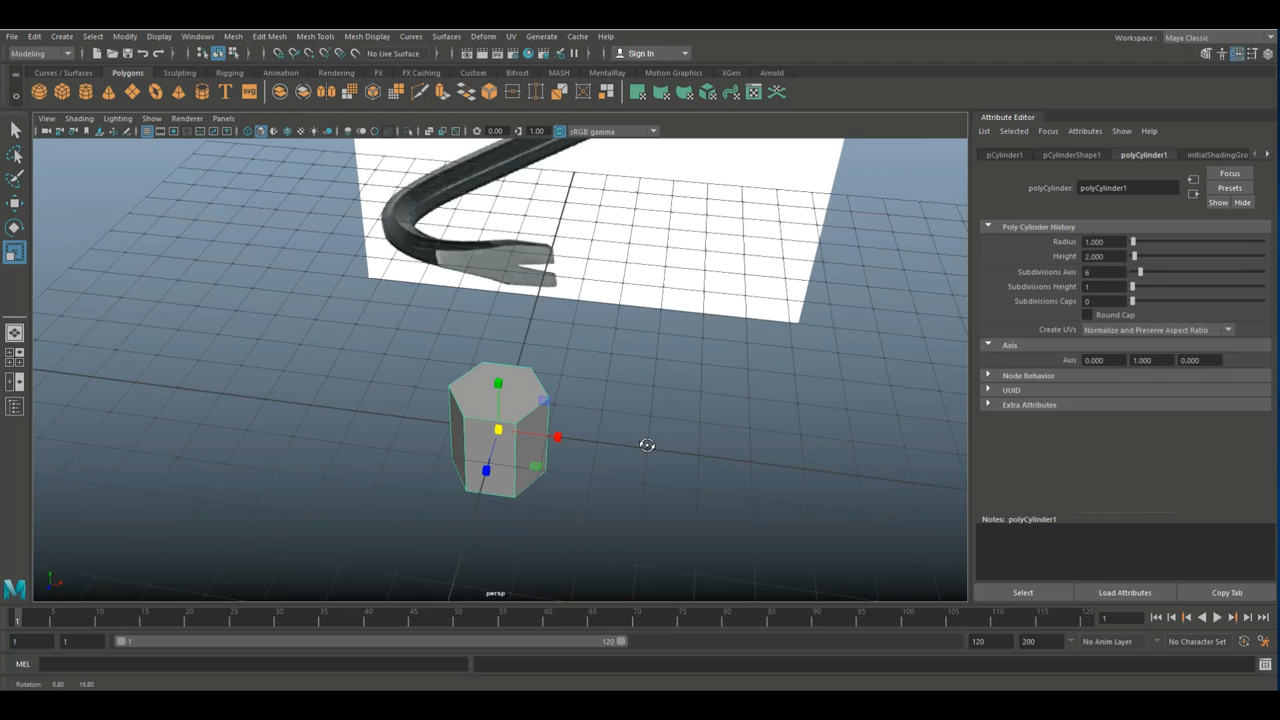 File Edit Create Select Modify Display Windows Mesh Edit Mesh Mesh Tools Mesh Display Curves Surfaces Deform UV Generate Cache Help
Workspace : Maya Classic
Modeling No Live Surface Sign In
Curves / Surfaces Polygons Sculpting Rigging Animation Rendering FX FX Caching Custom Bifrost MASH MentalRay Motion Graphics XGen Arnold
T svg
View Shading Lighting Show Renderer Panels
0.00 1.00 sRGB gamma
persp
Attribute Editor
List Selected Focus Attributes Show Help
pCylinder1 pCylinderShape1 polyCylinder1 initialShadingGro
Focus
polyCylinder: polyCylinder1 Presets
Show Hide
Poly Cylinder History
Radius 1.000
Height 2.000
Subdivisions Axis 6
Subdivisions Height 1
Subdivisions Caps 0
Round Cap
Create UVs Normalize and Preserve Aspect Ratio
Axis
Axis 0.000 1.000 0.000
Node Behavior
UUID
Extra Attributes
Notes: polyCylinder1
Select Load Attributes Copy Tab
5 10 15 20 25 30 35 40 45 50 55 60 65 70 75 80 85 90 95 100 105 110 115 120
1 1
1 1 1 120 120 200 No Anim Layer No Character Set
MEL
Rotation: 6.80 16.80